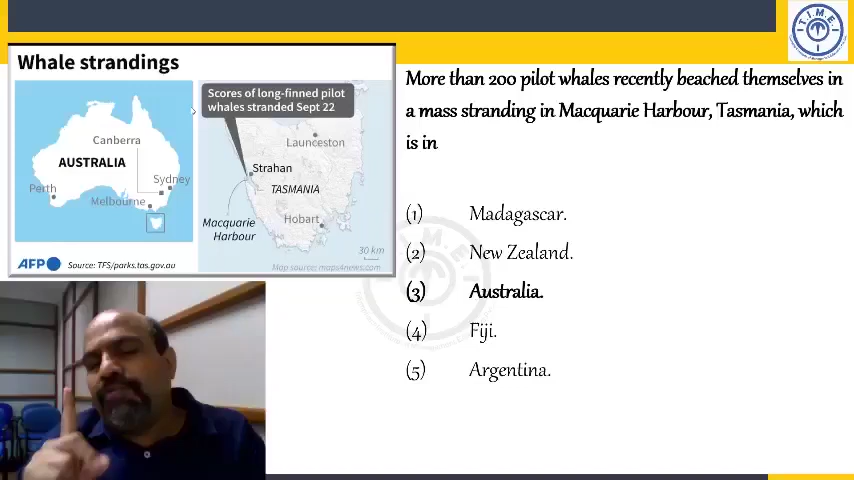 T.I.M.E.
Whale strandings
Scores of long-finned pilot
whales stranded Sept 22
Canberra
AUSTRALIA
Perth
Sydney
Melbourne
Launceston
Strahan
TASMANIA
Macquarie
Harbour
Hobart
30 km
AFP
Source: TFS/parks.tas.gov.au
Map source: maps4news.com
More than 200 pilot whales recently beached themselves in
a mass stranding in Macquarie Harbour, Tasmania, which
is in
(1) Madagascar.
(2) New Zealand.
(3) Australia.
(4) Fiji.
(5) Argentina.
T.I.M.E.